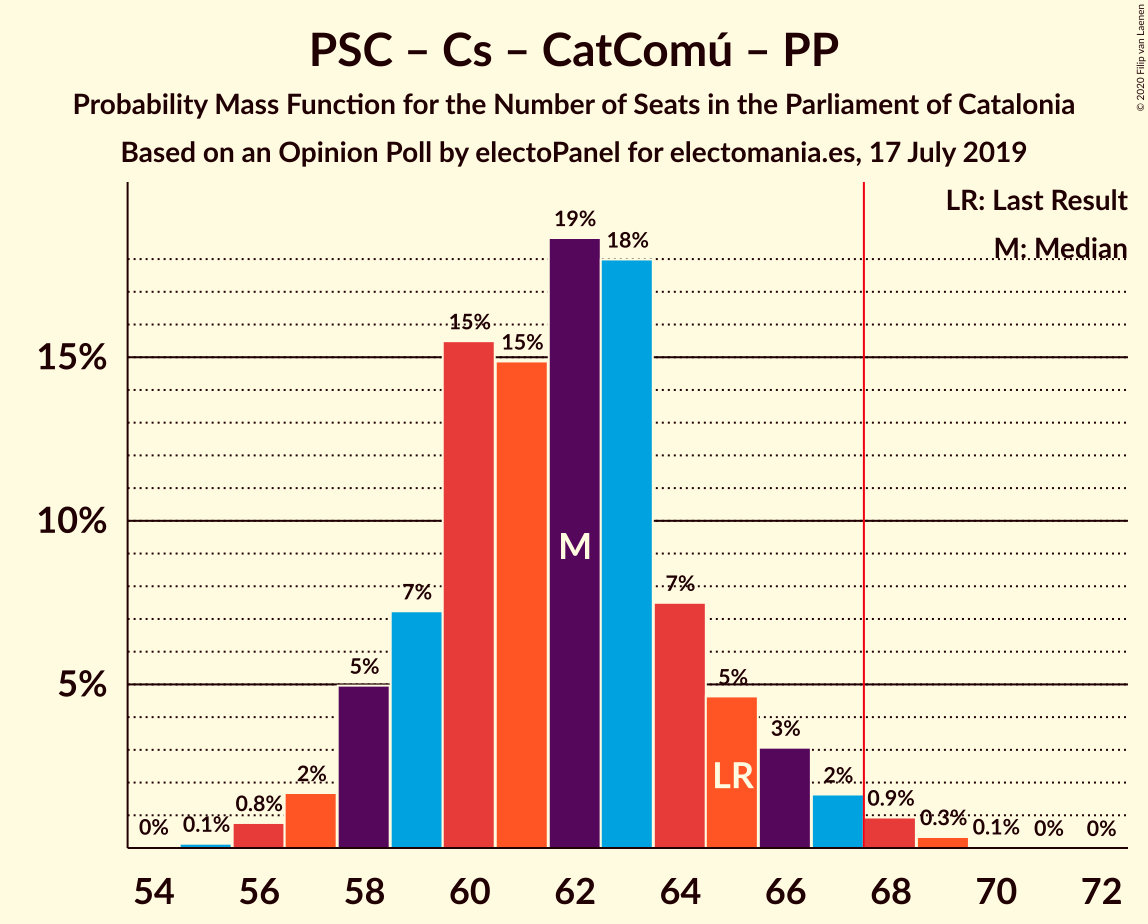 PSC – Cs – CatComú – PP
Probability Mass Function for the Number of Seats in the Parliament of Catalonia
Based on an Opinion Poll by electoPanel for electomania.es, 17 July 2019
© 2020 Filip van Laenen
LR: Last Result
M: Median
19%
18%
15%
15%
15%
10%
M
7%
7%
5%
5%
5%
3%
LR
2%
2%
0.8%
0.9%
0%
0.1%
0.3%
0.1%
0%
0%
54 56 58 60 62 64 66 68 70 72